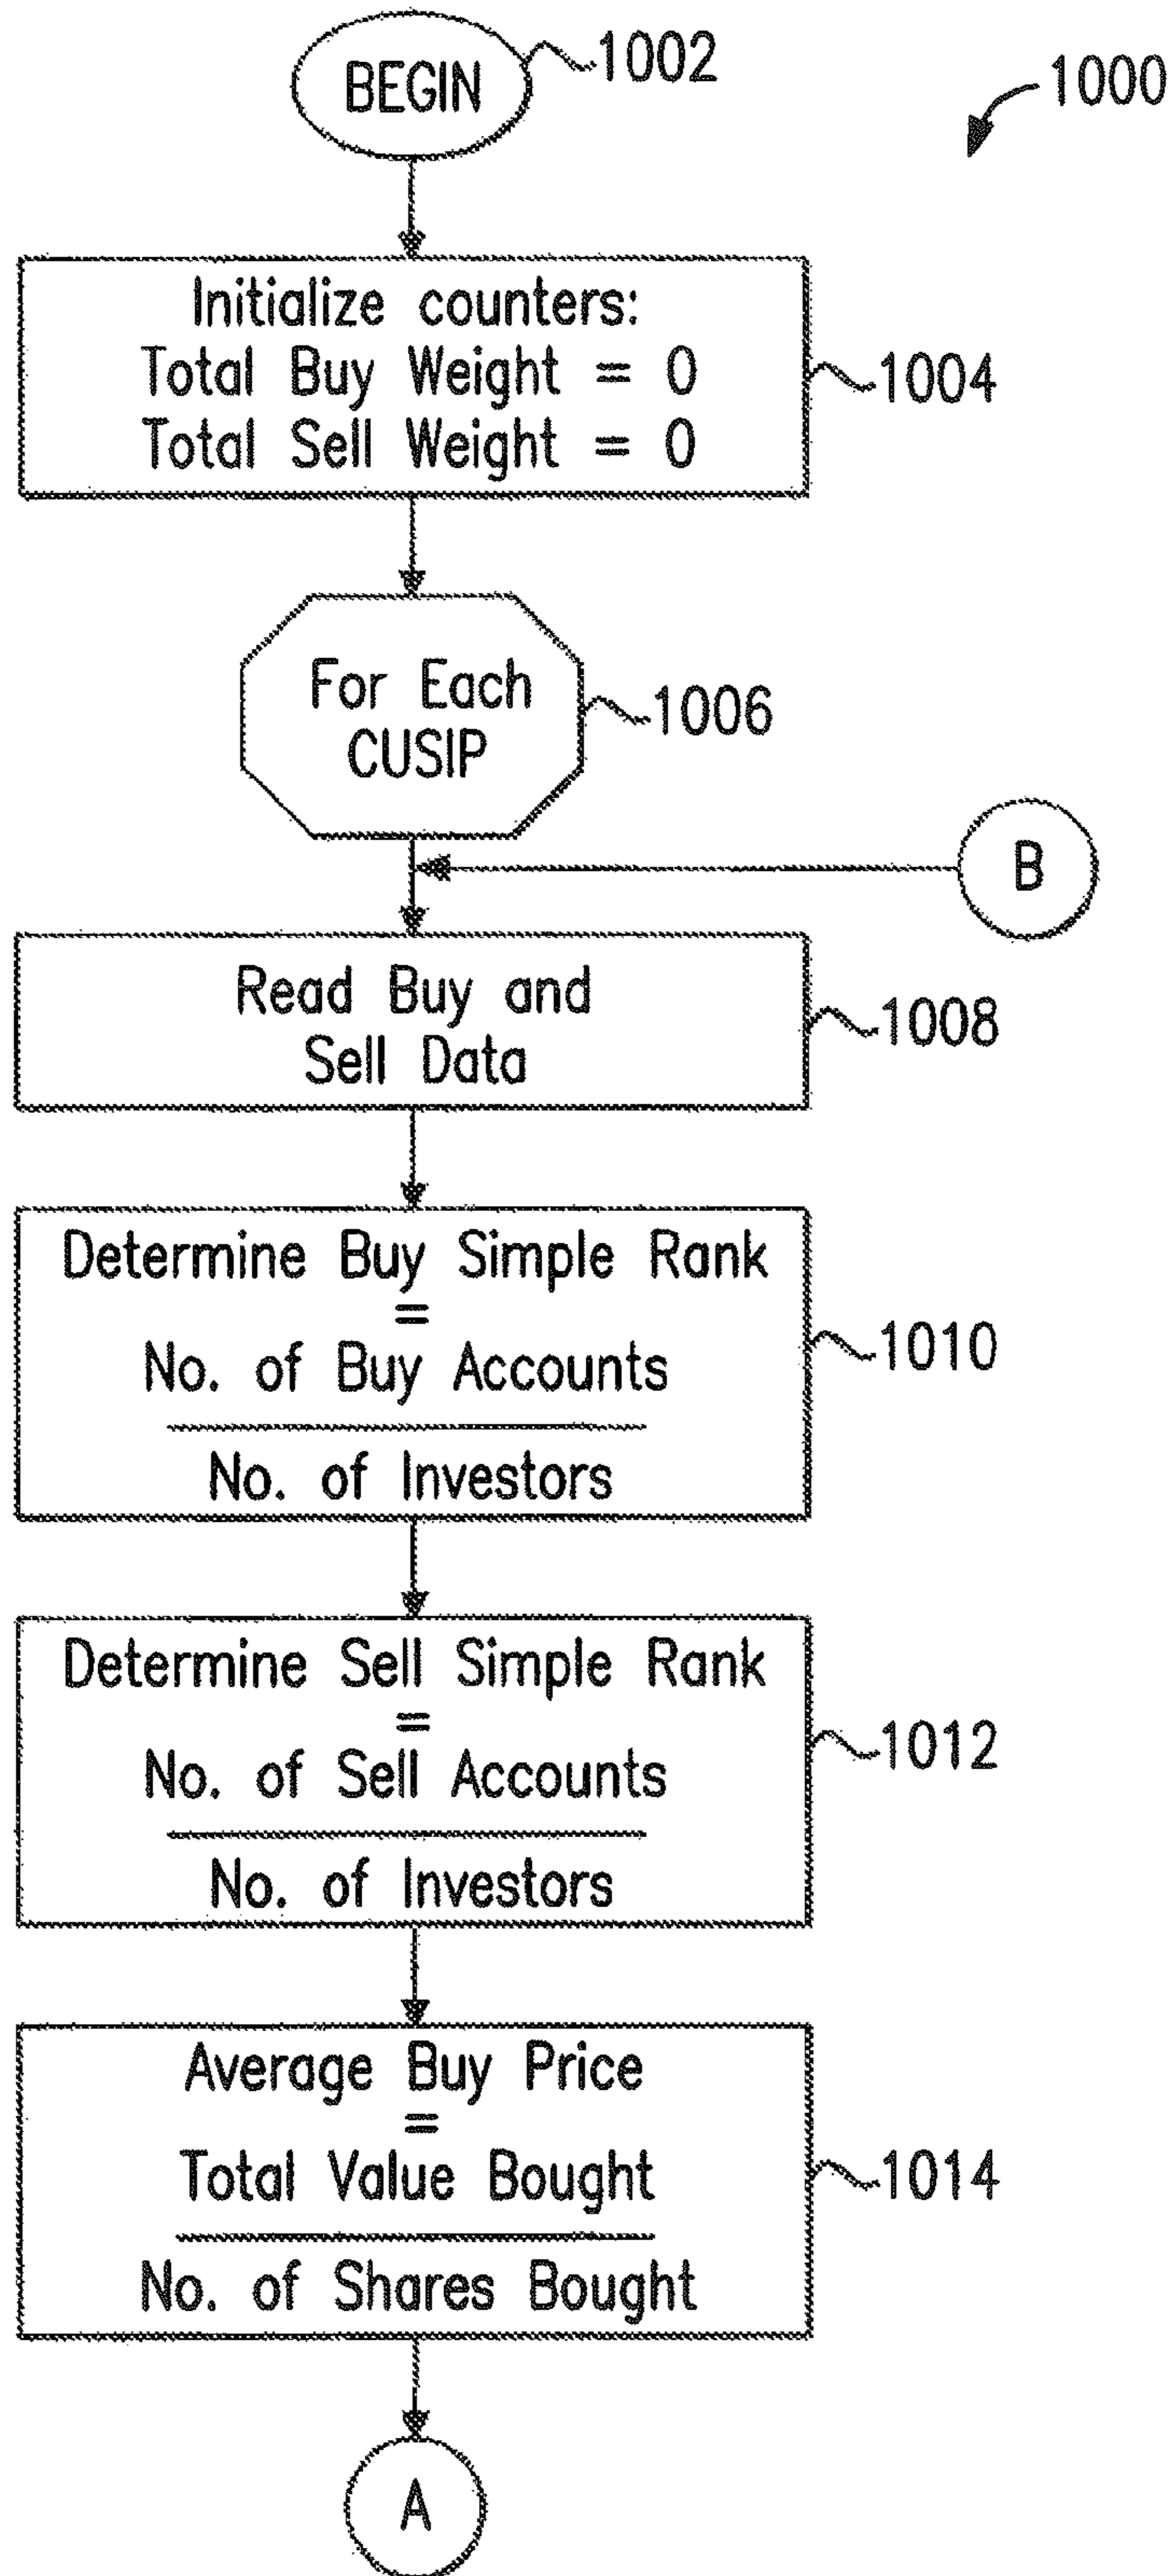 BEGIN
1002
1000
Initialize counters:
Total Buy Weight = 0
Total Sell Weight = 0
1004
For Each
CUSIP
1006
B
Read Buy and
Sell Data
1008
Determine Buy Simple Rank
=
No. of Buy Accounts
No. of Investors
1010
Determine Sell Simple Rank
=
No. of Sell Accounts
No. of Investors
1012
Average Buy Price
=
Total Value Bought
No. of Shares Bought
1014
A